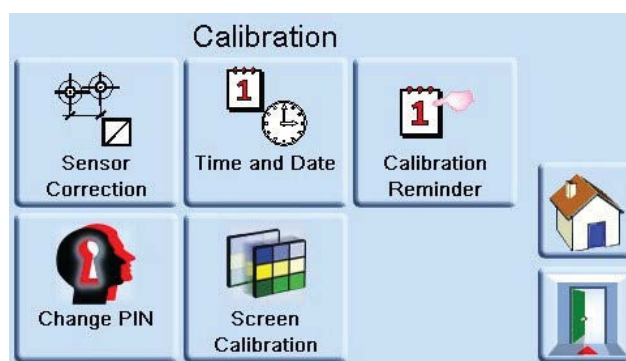 Calibration
1
Sensor
Correction
1
Time and Date
Calibration
Reminder
Change PIN
Screen
Calibration